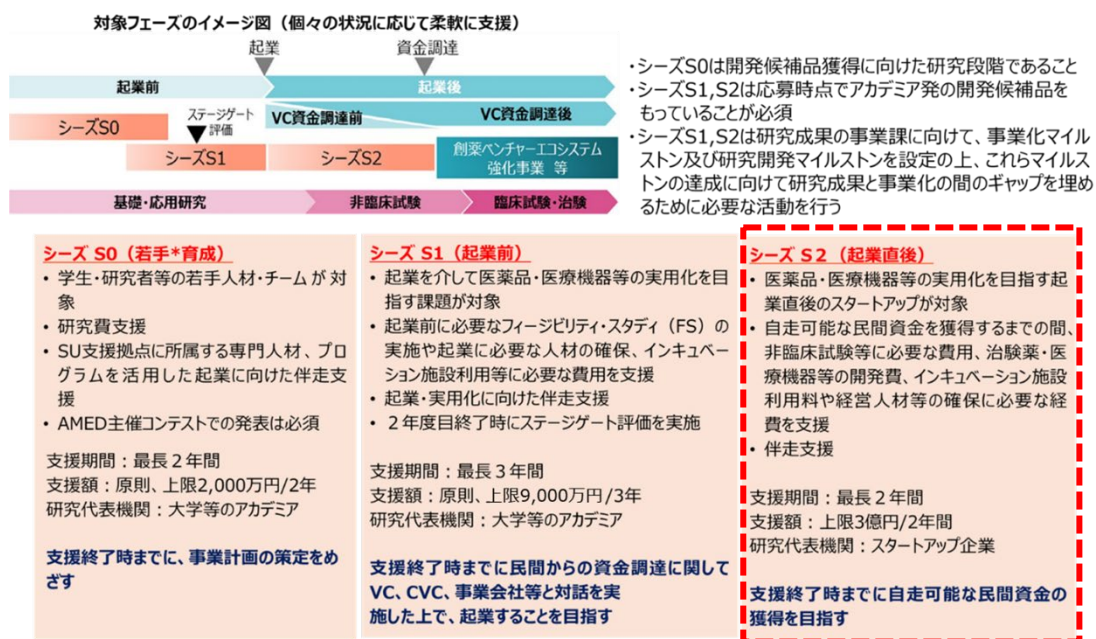 対象フェーズのイメージ図（個々の状況に応じて柔軟に支援）
起業
資金調達
起業前
起業後
シーズS0
ステージゲート
評価
VC資金調達前
VC資金調達後
シーズS1
シーズS2
創薬ベンチャーエコシステム
強化事業 等
基礎・応用研究
非臨床試験
臨床試験・治験
・シーズS0は開発候補品獲得に向けた研究段階であること
・シーズS1,S2は応募時点でアカデミア発の開発候補品を
もっていることが必須
・シーズS1,S2は研究成果の事業課に向けて、事業化マイル
ストン及び研究開発マイルストンを設定の上、これらマイルス
トンの達成に向けて研究成果と事業化の間のギャップを埋め
るために必要な活動を行う
シーズ S0（若手*育成）
• 学生・研究者等の若手人材・チームが対
象
• 研究費支援
• SU支援拠点に所属する専門人材、プロ
グラムを活用した起業に向けた伴走支
援
• AMED主催コンテストでの発表は必須
支援期間：最長２年間
支援額：原則、上限2,000万円/2年
研究代表機関：大学等のアカデミア
支援終了時までに、事業計画の策定をめ
ざす
シーズ S1（起業前）
• 起業を介して医薬品・医療機器等の実用化を目
指す課題が対象
• 起業前に必要なフィージビリティ・スタディ（FS）の
実施や起業に必要な人材の確保、インキュベー
ション施設利用等に必要な費用を支援
• 起業・実用化に向けた伴走支援
• ２年度目終了時にステージゲート評価を実施
支援期間：最長３年間
支援額：原則、上限9,000万円/3年
研究代表機関：大学等のアカデミア
支援終了時までに民間からの資金調達に関して
VC、CVC、事業会社等と対話を実
施した上で、起業することを目指す
シーズ S２（起業直後）
• 医薬品・医療機器等の実用化を目指す起
業直後のスタートアップが対象
• 自走可能な民間資金を獲得するまでの間、
非臨床試験等に必要な費用、治験薬・医
療機器等の開発費、インキュベーション施設
利用料や経営人材等の確保に必要な経
費を支援
• 伴走支援
支援期間：最長２年間
支援額：上限3億円/2年間
研究代表機関：スタートアップ企業
支援終了時までに自走可能な民間資金の
獲得を目指す